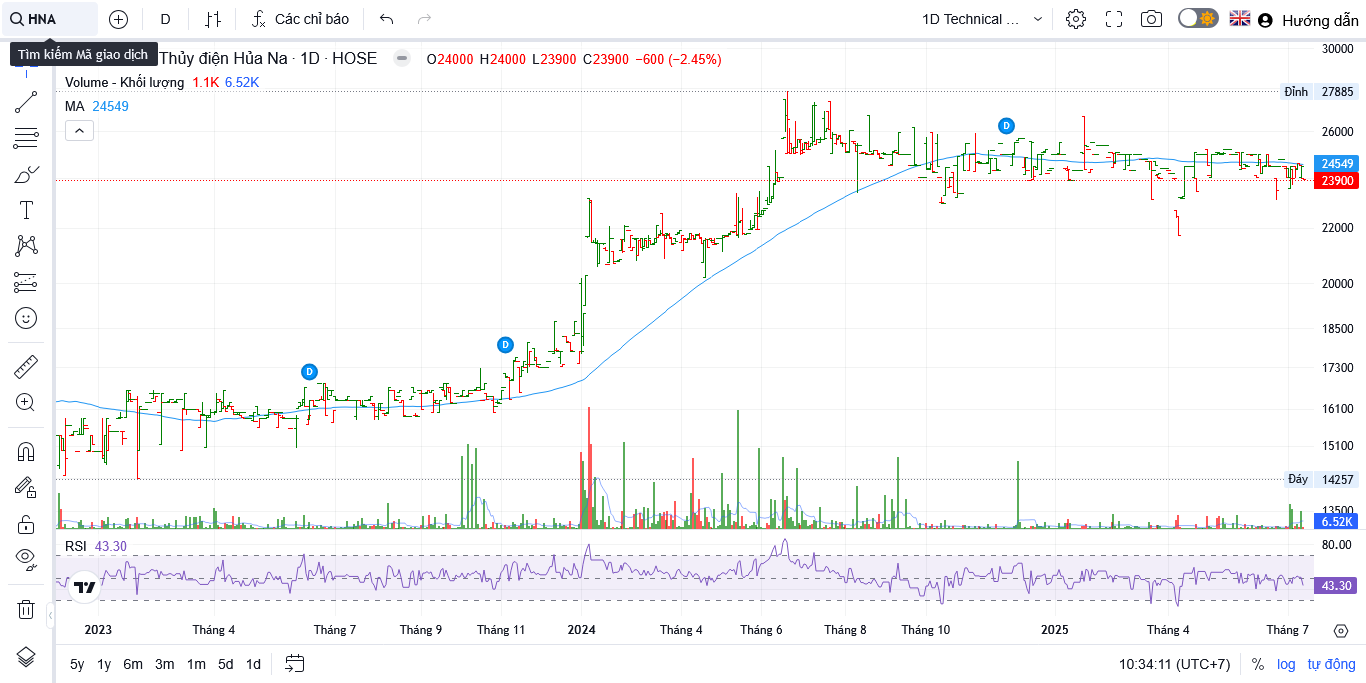 HNA
D
Các chỉ báo
1D Technical ...
Hướng dẫn
Tìm kiếm Mã giao dịch
Thủy điện Hủa Na · 1D · HOSE
O24000 H24000 L23900 C23900 −600 (−2.45%)
Volume - Khối lượng 1.1K 6.52K
MA 24549
30000
Đỉnh 27885
26000
24549
23900
22000
20000
18500
17300
16100
15100
Đáy 14257
13500
6.52K
D
D
D
RSI 43.30
80.00
43.30
2023
Tháng 4
Tháng 7
Tháng 9
Tháng 11
2024
Tháng 4
Tháng 6
Tháng 8
Tháng 10
2025
Tháng 4
Tháng 7
5y 1y 6m 3m 1m 5d 1d
10:34:11 (UTC+7)
% log tự động